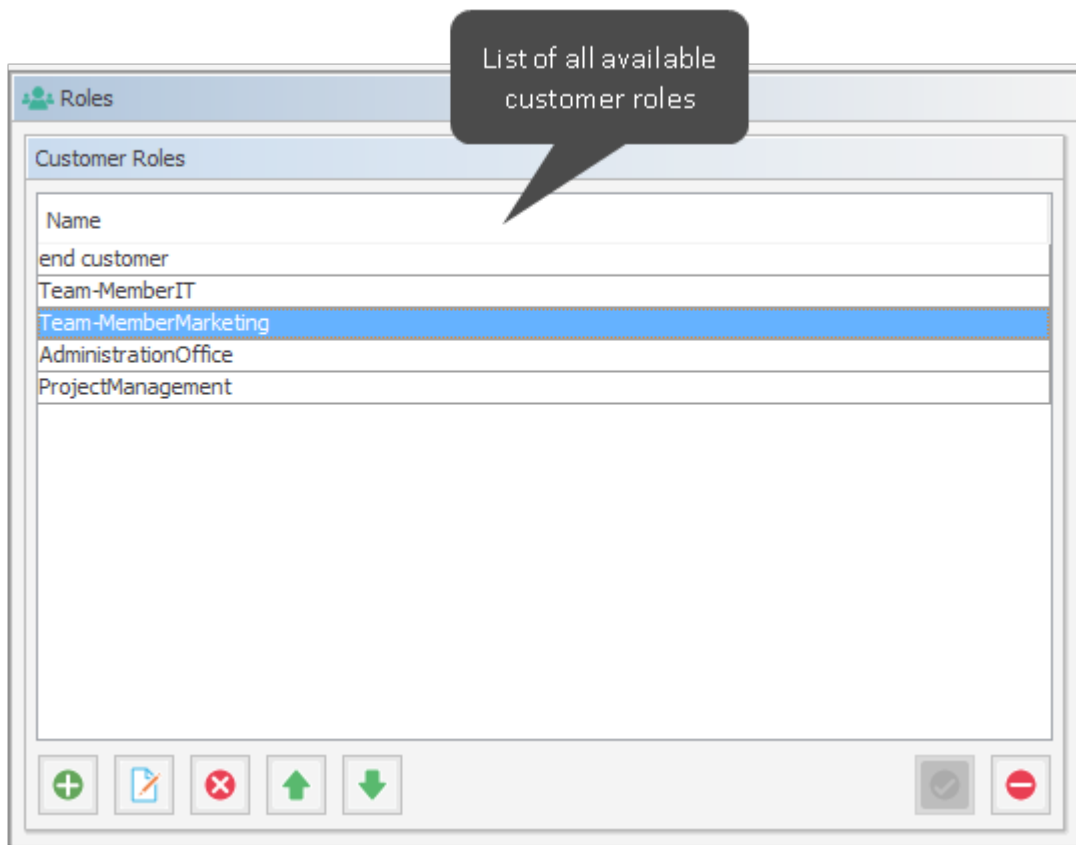 List of all available
customer roles
Roles
Customer Roles
Name
end customer
Team-MemberIT
Team-MemberMarketing
AdministrationOffice
ProjectManagement